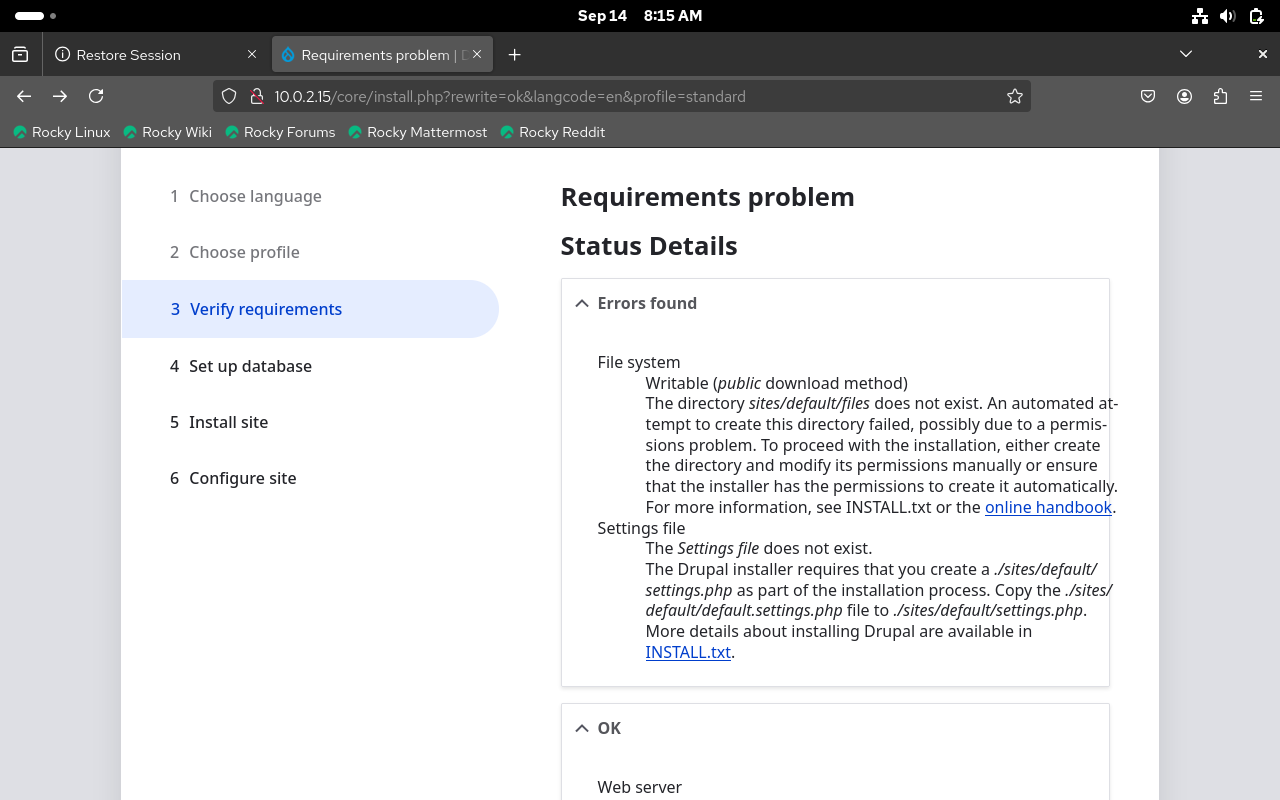 Sep 14 8:15 AM
Restore Session
Requirements problem |
10.0.2.15/core/install.php?rewrite=ok&langcode=en&profile=standard
Rocky Linux
Rocky Wiki
Rocky Forums
Rocky Mattermost
Rocky Reddit
1 Choose language
2 Choose profile
3 Verify requirements
4 Set up database
5 Install site
6 Configure site
Requirements problem
Status Details
Errors found
File system
Writable (public download method)
The directory sites/default/files does not exist. An automated at-
tempt to create this directory failed, possibly due to a permis-
sions problem. To proceed with the installation, either create
the directory and modify its permissions manually or ensure
that the installer has the permissions to create it automatically.
For more information, see INSTALL.txt or the online handbook.
Settings file
The Settings file does not exist.
The Drupal installer requires that you create a ./sites/default/
settings.php as part of the installation process. Copy the ./sites/
default/default.settings.php file to ./sites/default/settings.php.
More details about installing Drupal are available in
INSTALL.txt.
OK
Web server